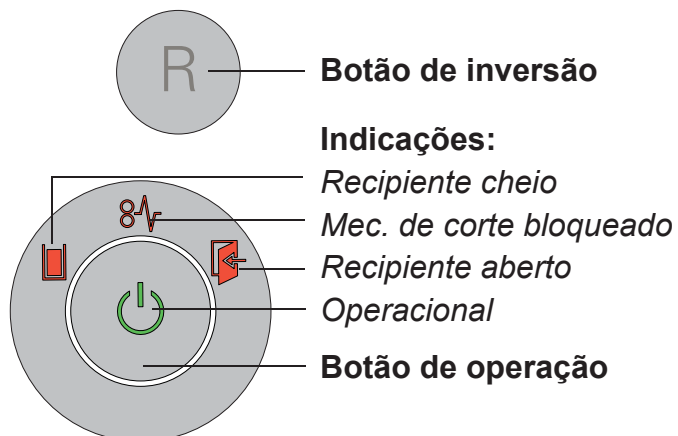 R
Botão de inversão
Indicações:
Recipiente cheio
Mec. de corte bloqueado
Recipiente aberto
Operacional
Botão de operação